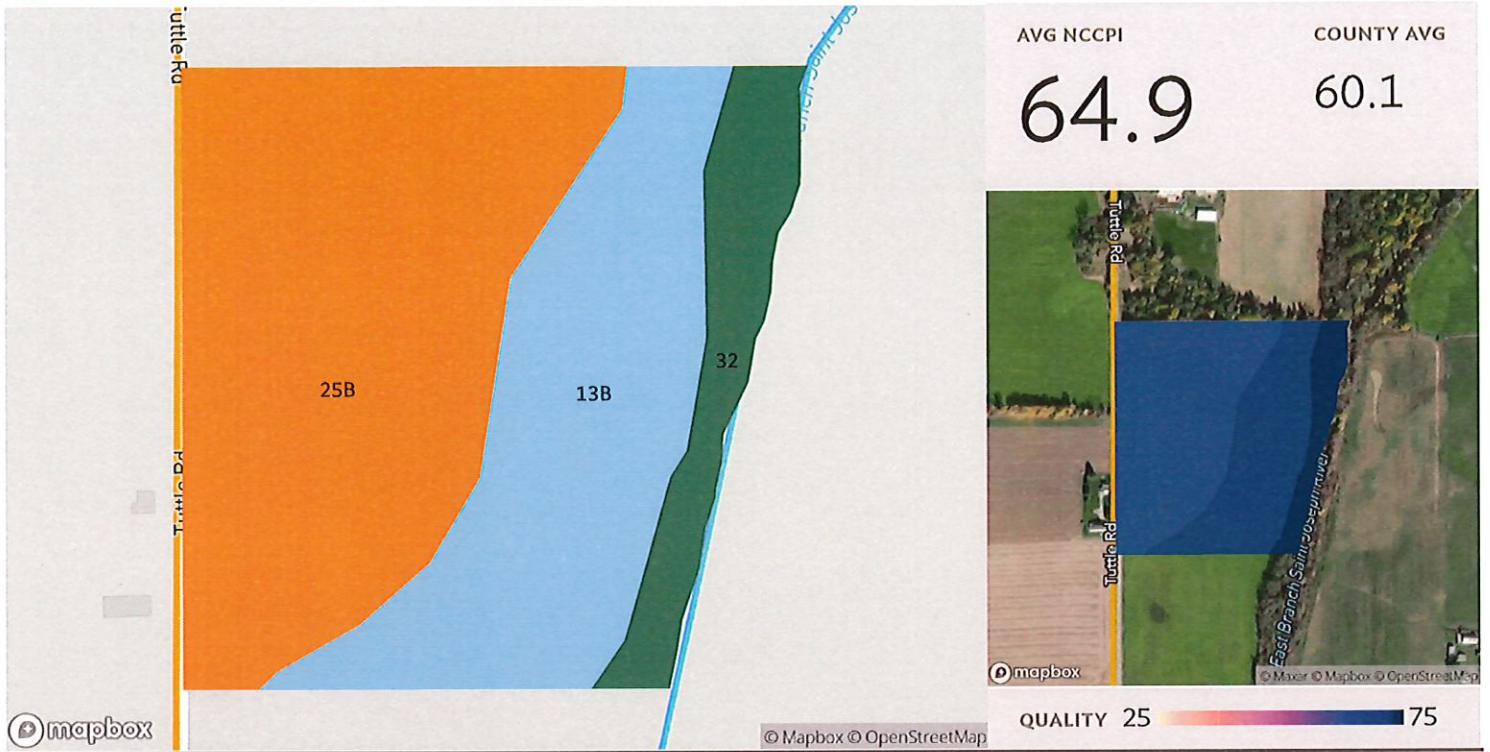 Tuttle Rd
25B
13B
32
Tuttle Rd
mapbox
© Mapbox © OpenStreetMap
AVG NCCPI
COUNTY AVG
64.9
60.1
Tuttle Rd
Tuttle Rd
East Branch Saint Joseph River
mapbox
© Maxar © Mapbox © OpenStreetMap
QUALITY 25 75